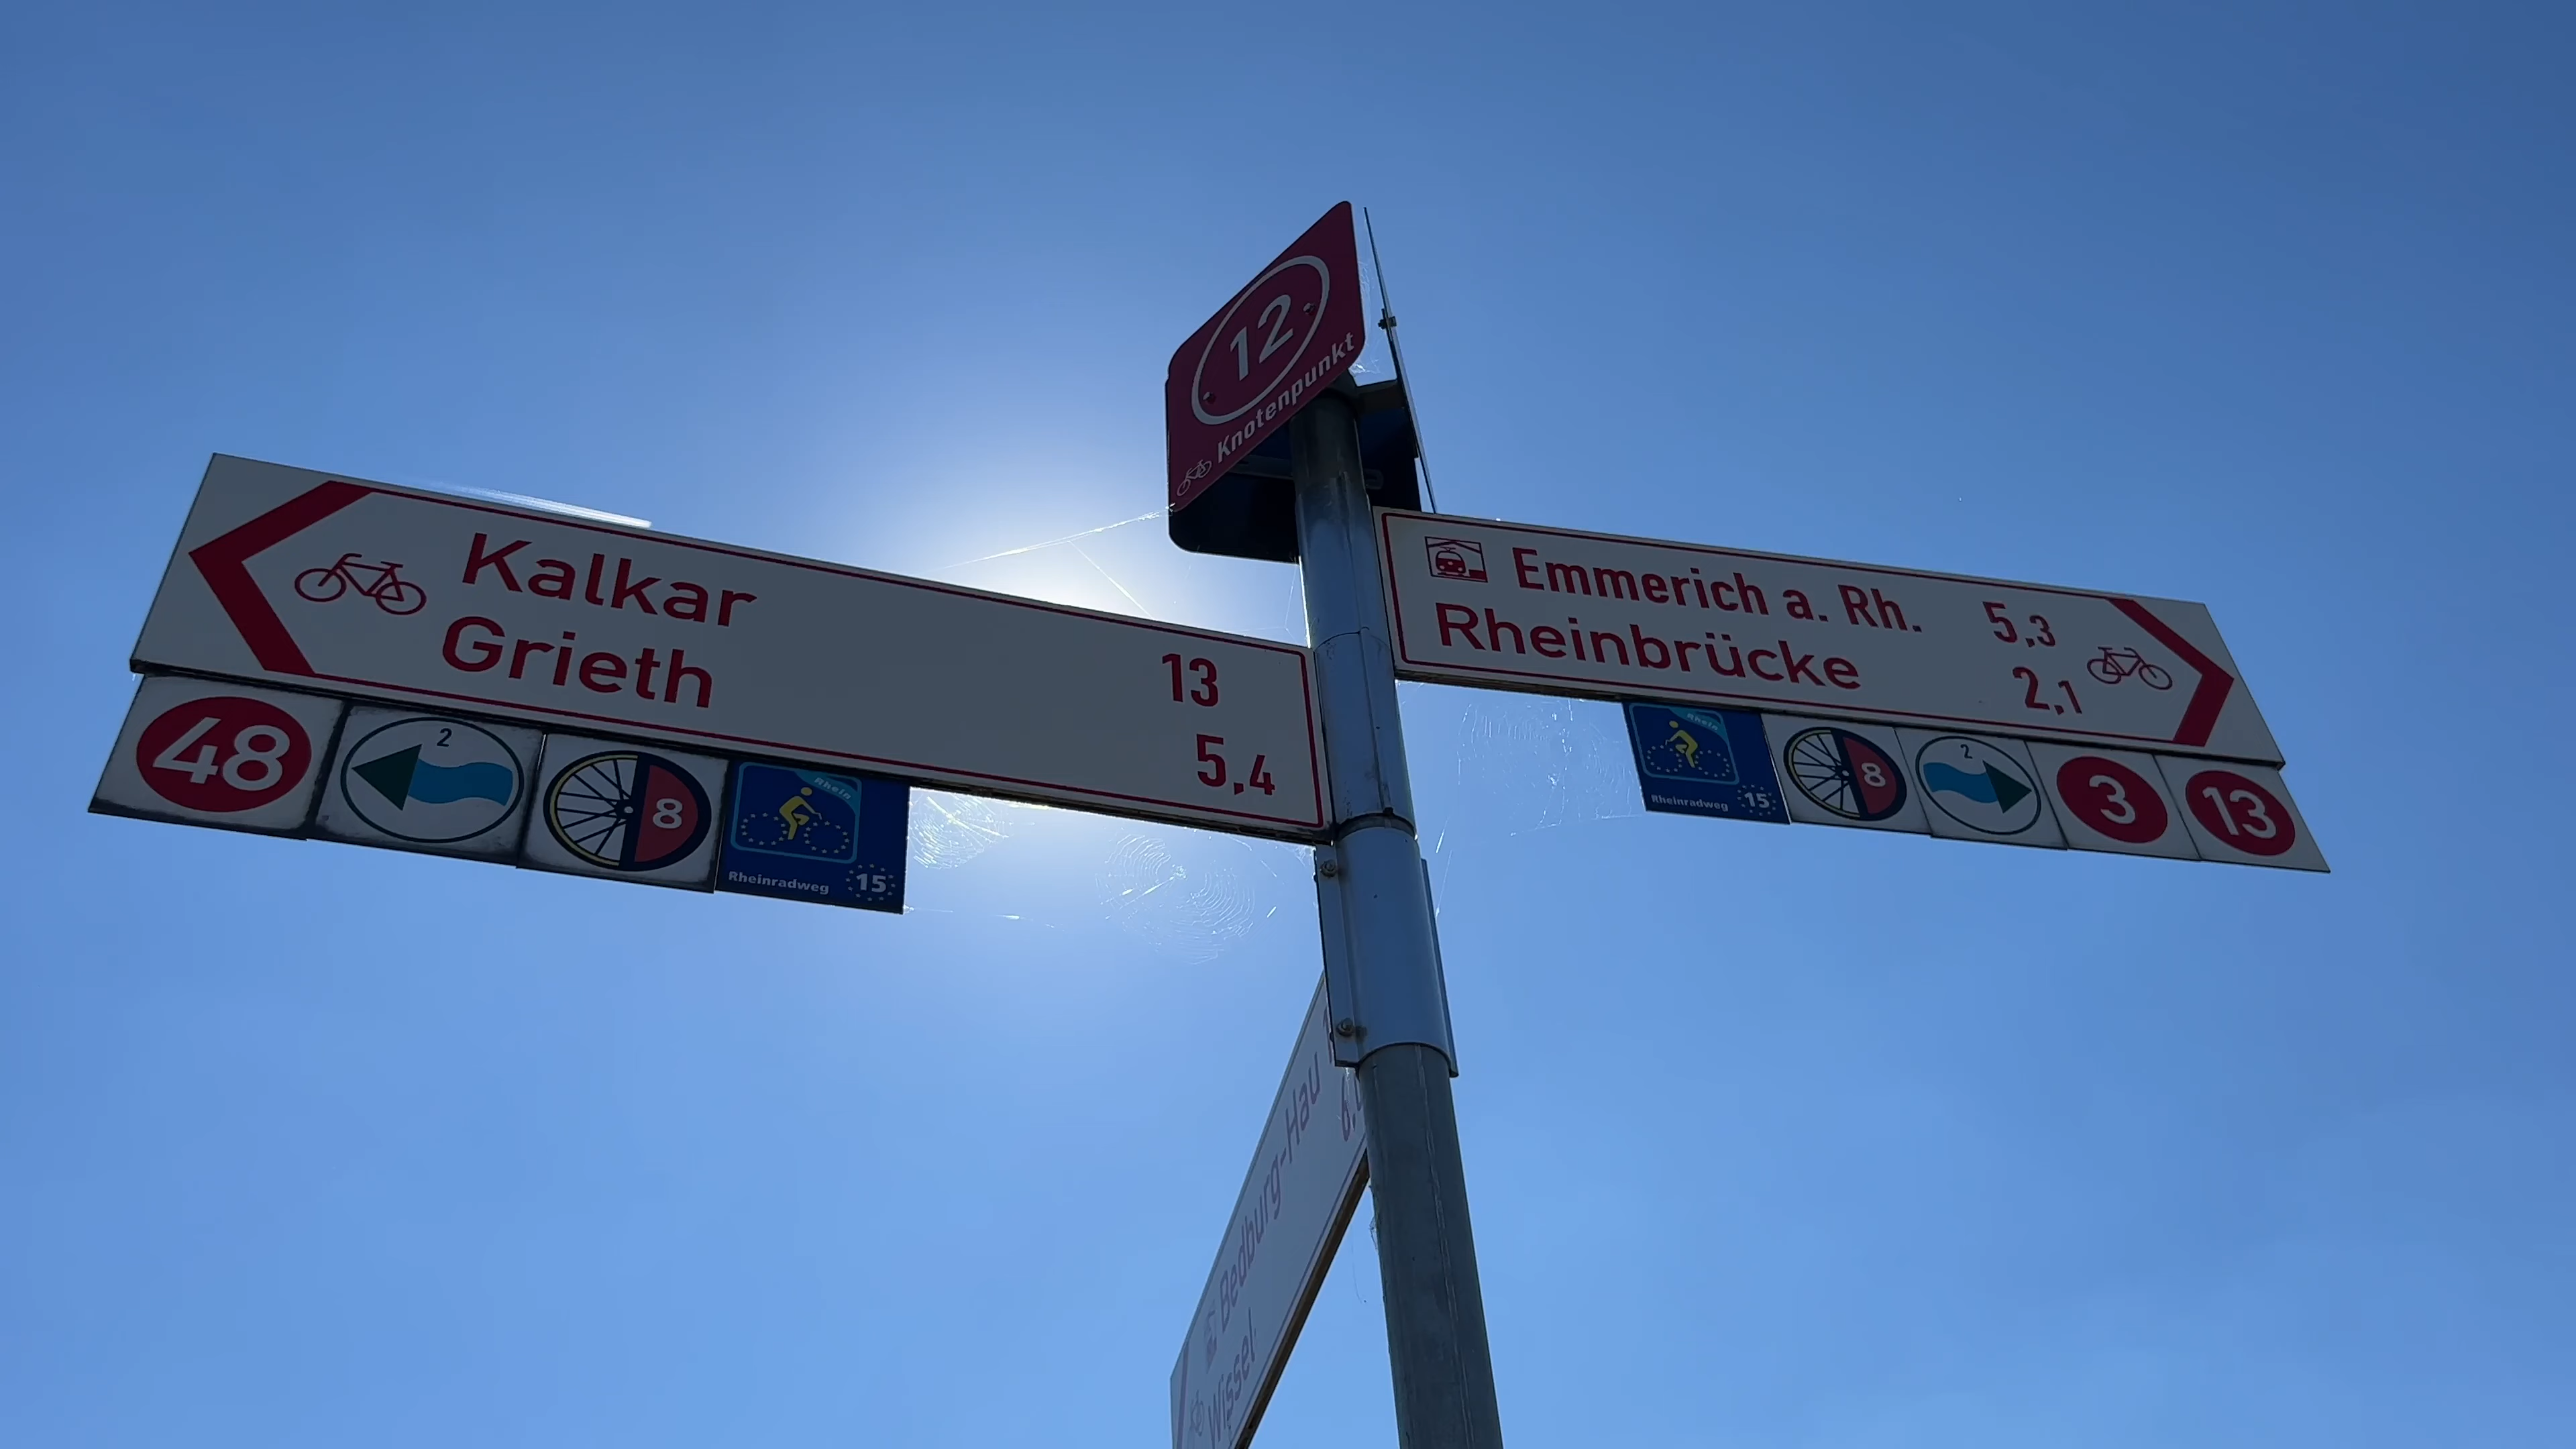 12
Knotenpunkt
Kalkar 13
Grieth 5,4
48
2
8
Rhein
Rheinradweg 15
Emmerich a. Rh. 5,3
Rheinbrücke 2,1
Rhein
Rheinradweg 15
8
2
3
13
Bedburg-Hau
Wissel